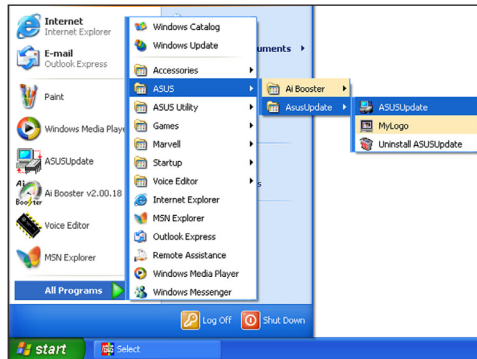 Internet
Internet Explorer
E-mail
Outlook Express
Paint
Windows Media Playe
ASUSUpdate
Ai Booster v2.00.18
Voice Editor
MSN Explorer
All Programs
Windows Catalog
Windows Update
Accessories
ASUS
ASUS Utility
Games
Marvell
Startup
Voice Editor
Internet Explorer
MSN Explorer
Outlook Express
Remote Assistance
Windows Media Player
Windows Messenger
uments
s
Ai Booster
AsusUpdate
ASUSUpdate
MyLogo
Uninstall ASUSUpdate
Log Off
Shut Down
start
Select